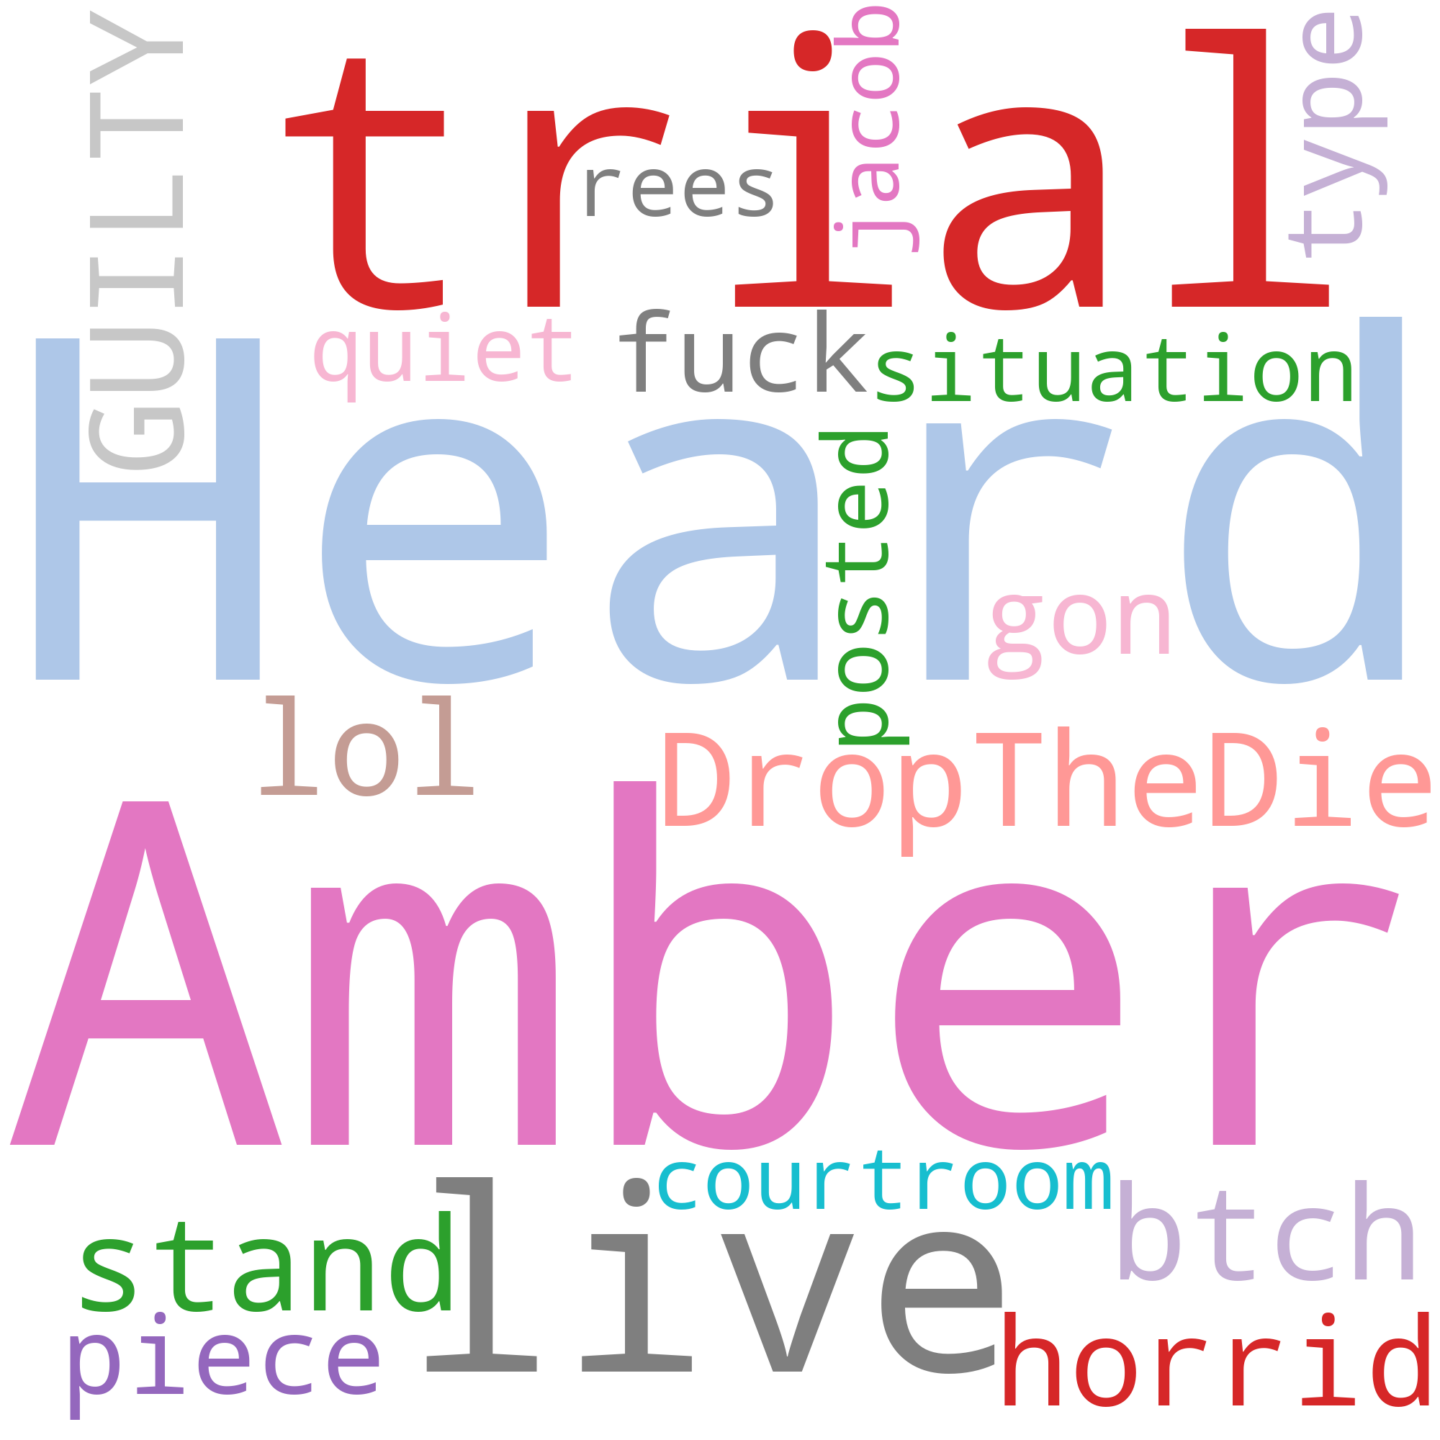 GUILTY
trial
jacob
type
rees
quiet
fuck
situation
Heard
posted
gon
lol
DropTheDie
Amber
courtroom
live
btch
stand
piece
horrid